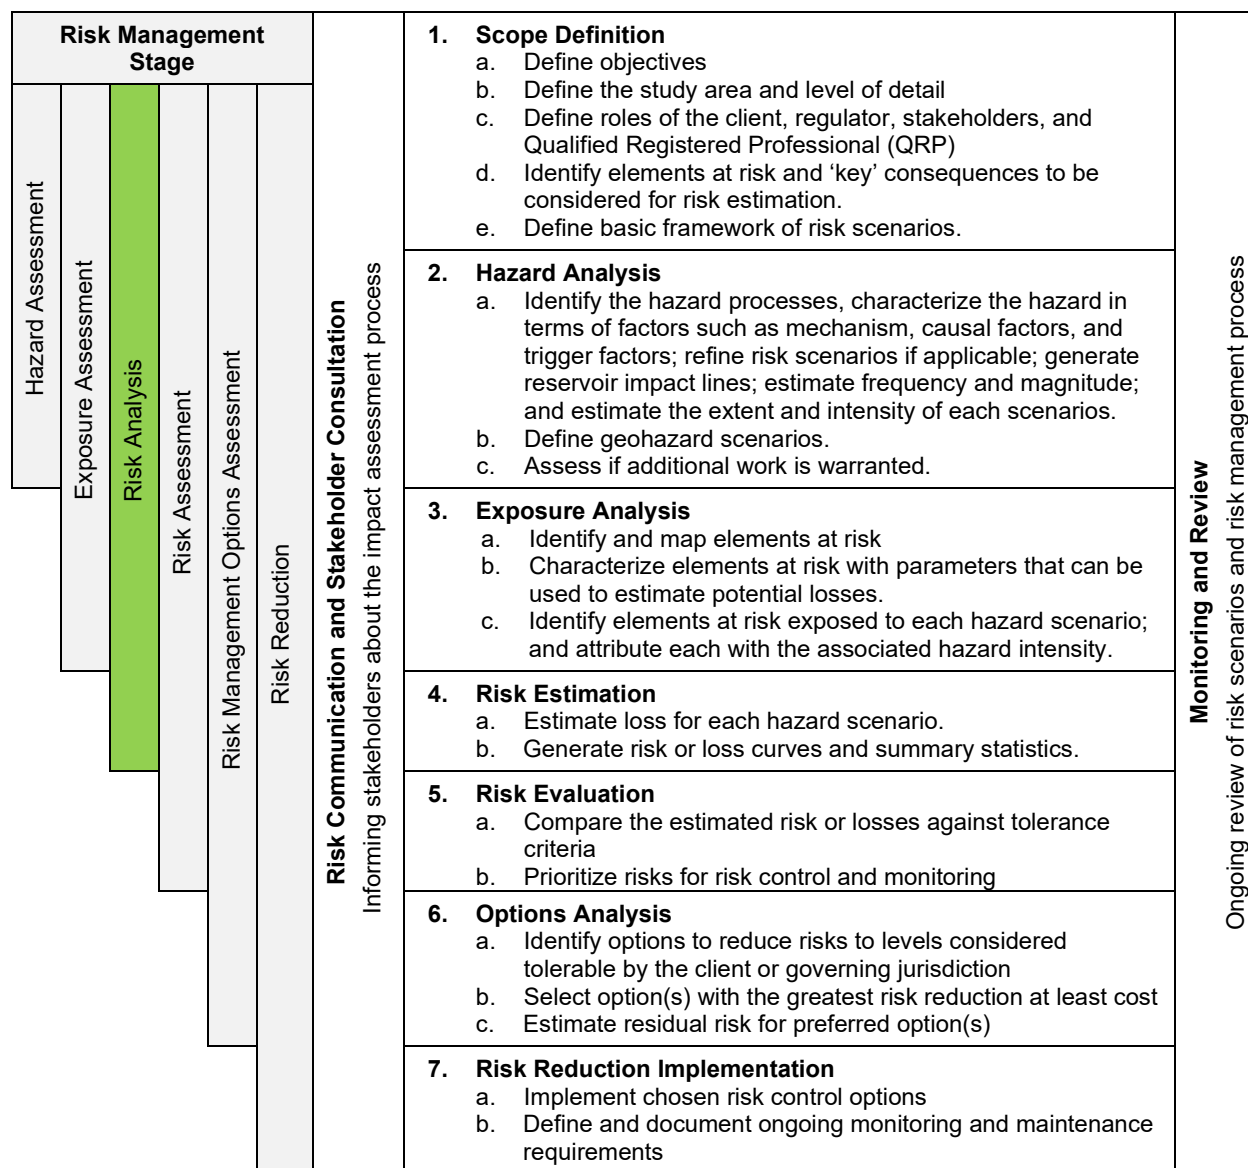 Risk Management
Stage
Hazard Assessment
Exposure Assessment
Risk Analysis
Risk Assessment
Risk Management Options Assessment
Risk Reduction
Risk Communication and Stakeholder Consultation
Informing stakeholders about the impact assessment process
1. Scope Definition
a. Define objectives
b. Define the study area and level of detail
c. Define roles of the client, regulator, stakeholders, and
Qualified Registered Professional (QRP)
d. Identify elements at risk and ‘key’ consequences to be
considered for risk estimation.
e. Define basic framework of risk scenarios.
2. Hazard Analysis
a. Identify the hazard processes, characterize the hazard in
terms of factors such as mechanism, causal factors, and
trigger factors; refine risk scenarios if applicable; generate
reservoir impact lines; estimate frequency and magnitude;
and estimate the extent and intensity of each scenarios.
b. Define geohazard scenarios.
c. Assess if additional work is warranted.
3. Exposure Analysis
a. Identify and map elements at risk
b. Characterize elements at risk with parameters that can be
used to estimate potential losses.
c. Identify elements at risk exposed to each hazard scenario;
and attribute each with the associated hazard intensity.
4. Risk Estimation
a. Estimate loss for each hazard scenario.
b. Generate risk or loss curves and summary statistics.
5. Risk Evaluation
a. Compare the estimated risk or losses against tolerance
criteria
b. Prioritize risks for risk control and monitoring
6. Options Analysis
a. Identify options to reduce risks to levels considered
tolerable by the client or governing jurisdiction
b. Select option(s) with the greatest risk reduction at least cost
c. Estimate residual risk for preferred option(s)
7. Risk Reduction Implementation
a. Implement chosen risk control options
b. Define and document ongoing monitoring and maintenance
requirements
Monitoring and Review
Ongoing review of risk scenarios and risk management process